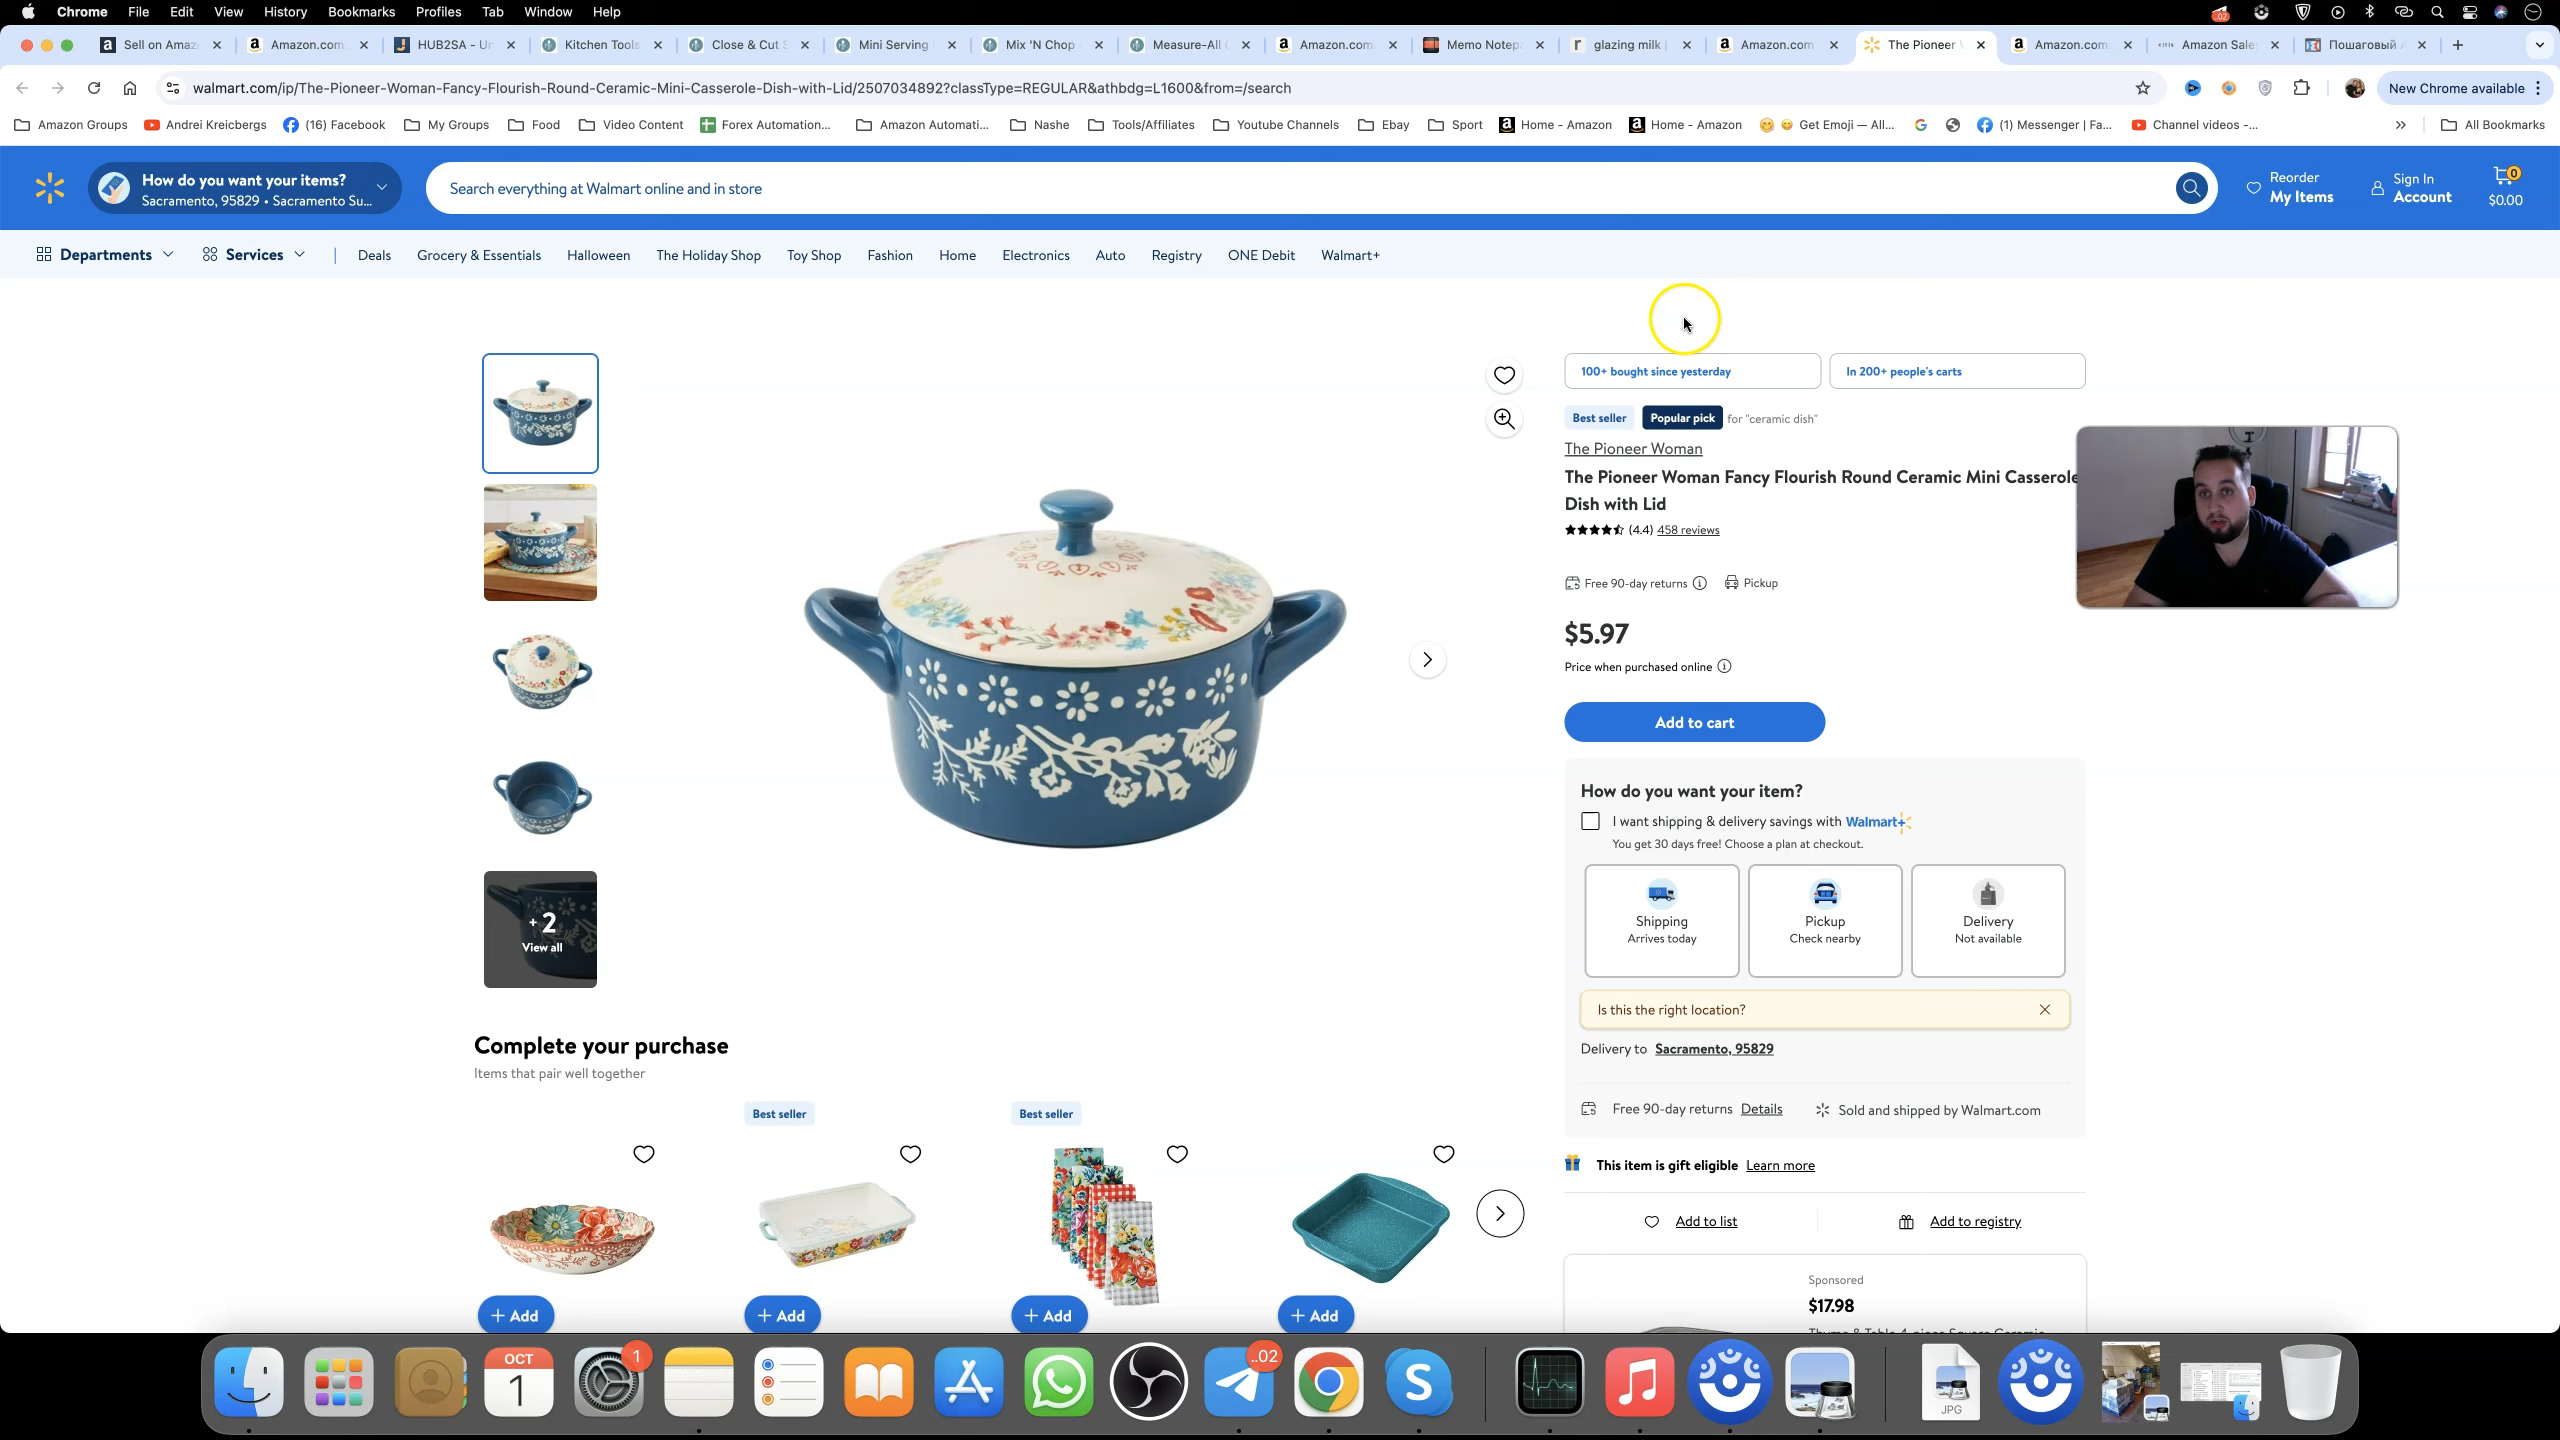 Chrome File Edit View History Bookmarks Profiles Tab Window Help
Sell on Amaz
Amazon.com
HUB2SA - Un
Kitchen Tools
Close & Cut S
Mini Serving
Mix 'N Chop
Measure-All C
Amazon.com
Memo Notep
glazing milk
Amazon.com
The Pioneer W
Amazon.com
Amazon Sale
Пошаговый
walmart.com/ip/The-Pioneer-Woman-Fancy-Flourish-Round-Ceramic-Mini-Casserole-Dish-with-Lid/2507034892?classType=REGULAR&athbdg=L1600&from=/search
New Chrome available
Amazon Groups
Andrei Kreicbergs
(16) Facebook
My Groups
Food
Video Content
Forex Automation...
Amazon Automati...
Nashe
Tools/Affiliates
Youtube Channels
Ebay
Sport
Home - Amazon
Home - Amazon
Get Emoji — All...
(1) Messenger | Fa...
Channel videos -...
All Bookmarks
How do you want your items?
Sacramento, 95829 • Sacramento Su...
Search everything at Walmart online and in store
Reorder
My Items
Sign In
Account
0
$0.00
Departments
Services
Deals
Grocery & Essentials
Halloween
The Holiday Shop
Toy Shop
Fashion
Home
Electronics
Auto
Registry
ONE Debit
Walmart+
100+ bought since yesterday
In 200+ people's carts
Best seller
Popular pick
for "ceramic dish"
The Pioneer Woman
The Pioneer Woman Fancy Flourish Round Ceramic Mini Casserole
Dish with Lid
(4.4) 458 reviews
Free 90-day returns
Pickup
$5.97
Price when purchased online
Add to cart
How do you want your item?
I want shipping & delivery savings with Walmart+
You get 30 days free! Choose a plan at checkout.
Shipping
Arrives today
Pickup
Check nearby
Delivery
Not available
Is this the right location?
Delivery to Sacramento, 95829
Free 90-day returns Details
Sold and shipped by Walmart.com
This item is gift eligible Learn more
Add to list
Add to registry
Sponsored
$17.98
+2
View all
Complete your purchase
Items that pair well together
Best seller
Best seller
+ Add
+ Add
+ Add
+ Add
OCT
1
1
..02
JPG